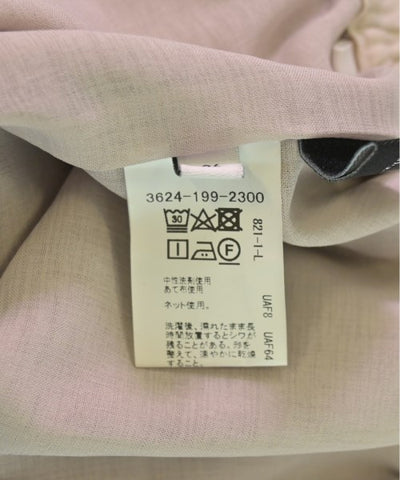 3624-199-2300
30
F
821-1-L
中性洗剤使用
あて布使用
ネット使用。
洗濯後、濡れたまま長
時間放置するとシワが
残ることがある。形を
整えて、速やかに乾燥
すること。
UAF8 UAF64